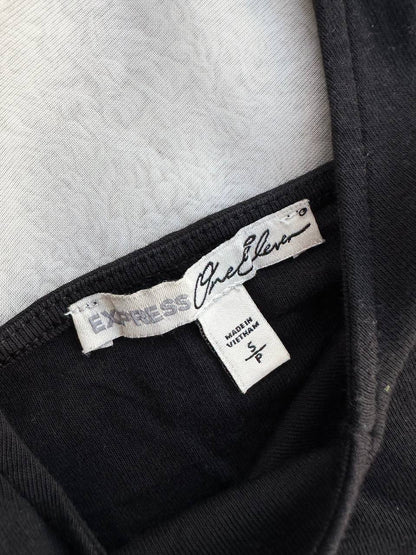 EXPRESS
One Eleven
MADE IN
VIETNAM
S/P